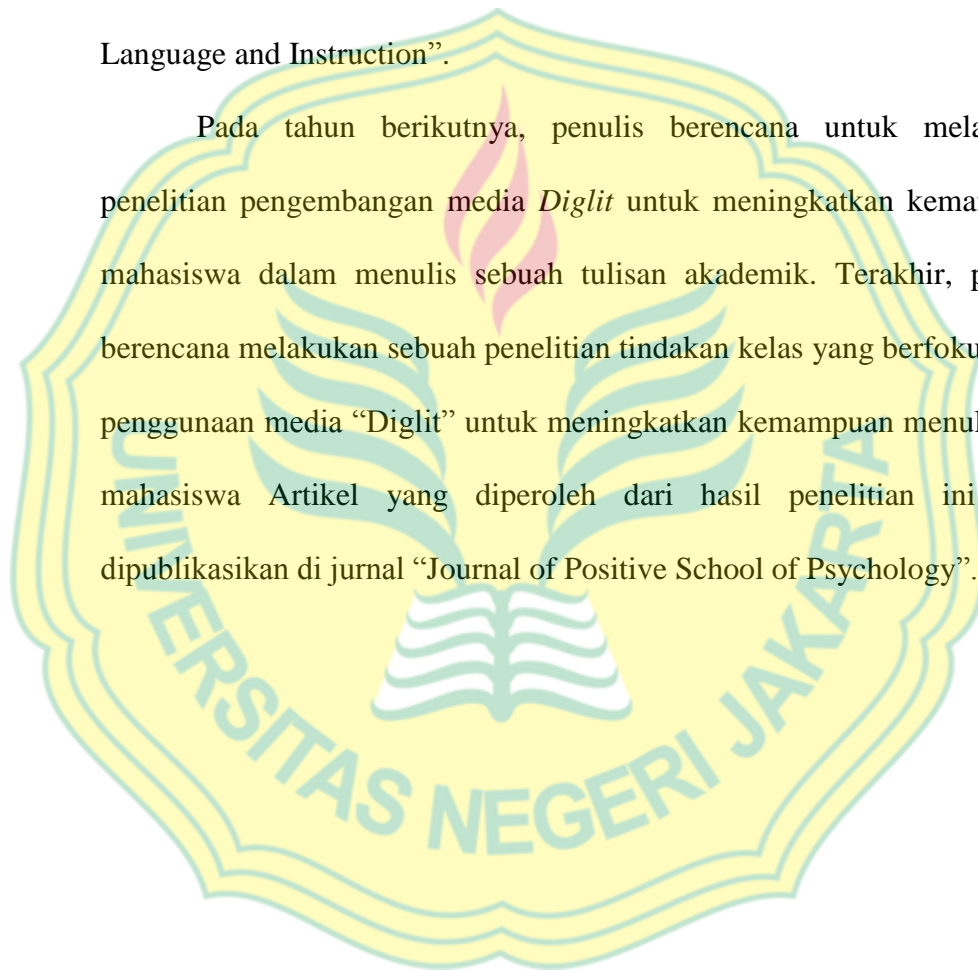 Language and Instruction”.
Pada tahun berikutnya, penulis berencana untuk mela
penelitian pengembangan media Diglit untuk meningkatkan kema
mahasiswa dalam menulis sebuah tulisan akademik. Terakhir, p
berencana melakukan sebuah penelitian tindakan kelas yang berfoku
penggunaan media “Diglit” untuk meningkatkan kemampuan menul
mahasiswa Artikel yang diperoleh dari hasil penelitian ini
dipublikasikan di jurnal “Journal of Positive School of Psychology”.
UNIVERSITAS NEGERI JAKARTA